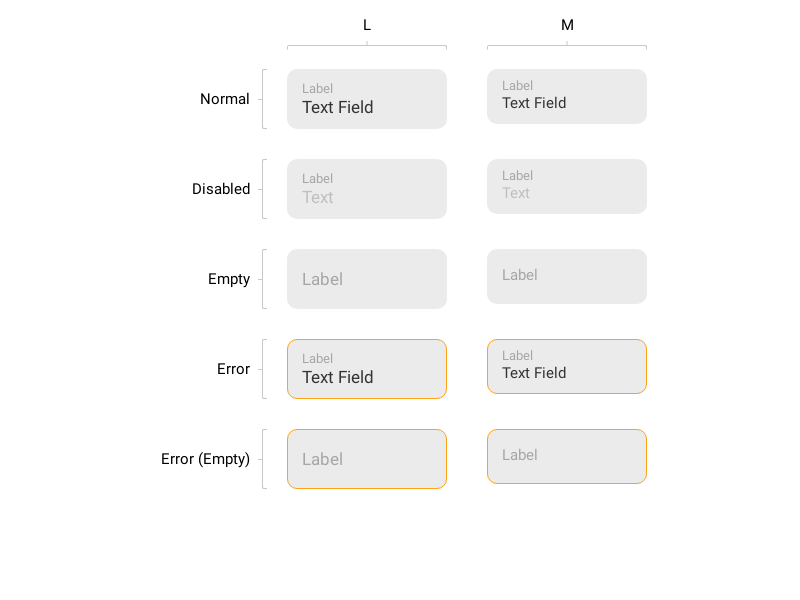 L M
Normal
Label
Text Field
Label
Text Field
Disabled
Label
Text
Label
Text
Empty
Label
Label
Error
Label
Text Field
Label
Text Field
Error (Empty)
Label
Label